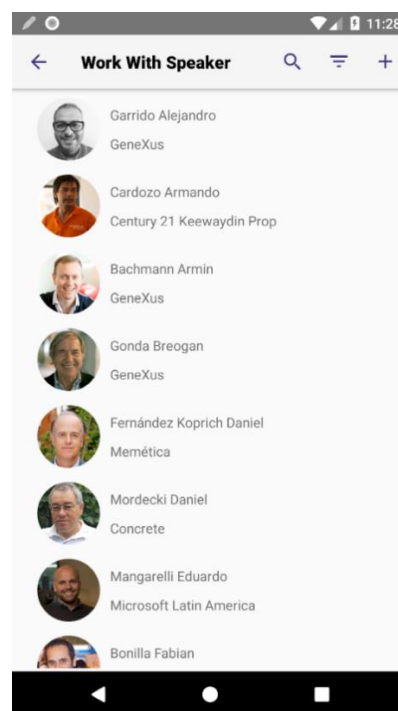 11:28
Work With Speaker
Garrido Alejandro
GeneXus
Cardozo Armando
Century 21 Keewaydin Prop
Bachmann Armin
GeneXus
Gonda Breogan
GeneXus
Fernández Koprich Daniel
Memética
Mordecki Daniel
Concrete
Mangarelli Eduardo
Microsoft Latin America
Bonilla Fabian